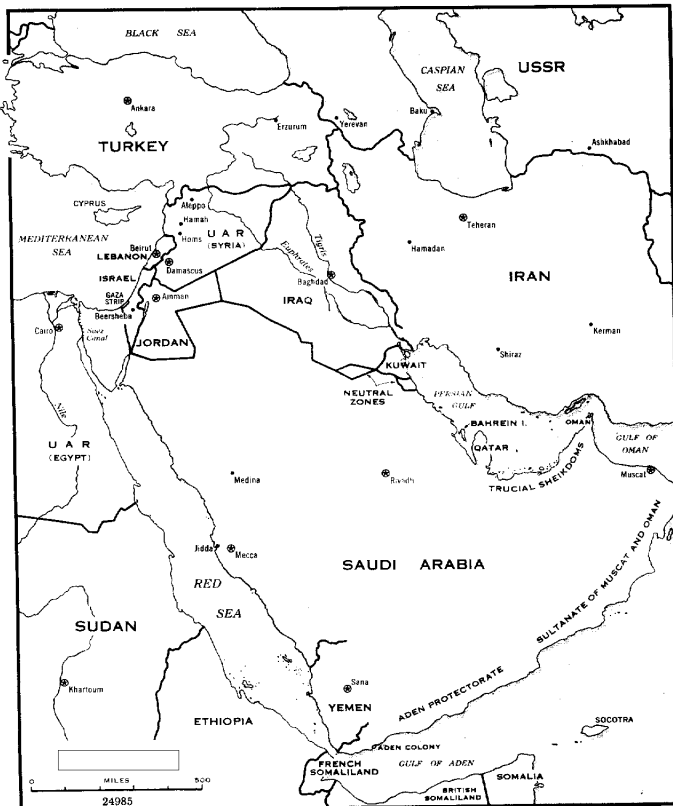 BLACK SEA
CASPIAN
SEA
USSR
Ankara
Baku
Erzurum
Yerevan
Ashkhabad
TURKEY
CYPRUS
Aleppo
Hamah
Homs
U A R
(SYRIA)
Teheran
Hamadan
MEDITERRANEAN
SEA
Beirut
LEBANON
Damascus
Euphrates
Tigris
Baghdad
IRAN
ISRAEL
GAZA
STRIP
Amman
IRAQ
Beersheba
Cairo
Suez
Canal
JORDAN
Kerman
Shiraz
KUWAIT
NEUTRAL
ZONES
PERSIAN
GULF
Nile
U A R
(EGYPT)
BAHREIN I.
OMAN
QATAR
GULF OF
OMAN
TRUCIAL SHEIKDOMS
Muscat
Medina
Riyadh
Jidda
Mecca
SAUDI ARABIA
RED
SEA
SULTANATE OF MUSCAT AND OMAN
SUDAN
Khartoum
Sana
YEMEN
ADEN PROTECTORATE
ETHIOPIA
SOCOTRA
ADEN COLONY
FRENCH
SOMALILAND
GULF OF ADEN
SOMALIA
BRITISH
SOMALILAND
0 500
MILES
24985